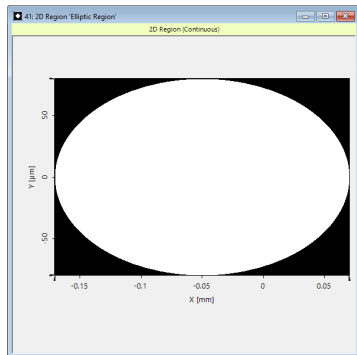 41: 2D Region 'Elliptic Region'
2D Region (Continuous)
50
0
-50
Y [µm]
-0.15 -0.1 -0.05 0 0.05
X [mm]